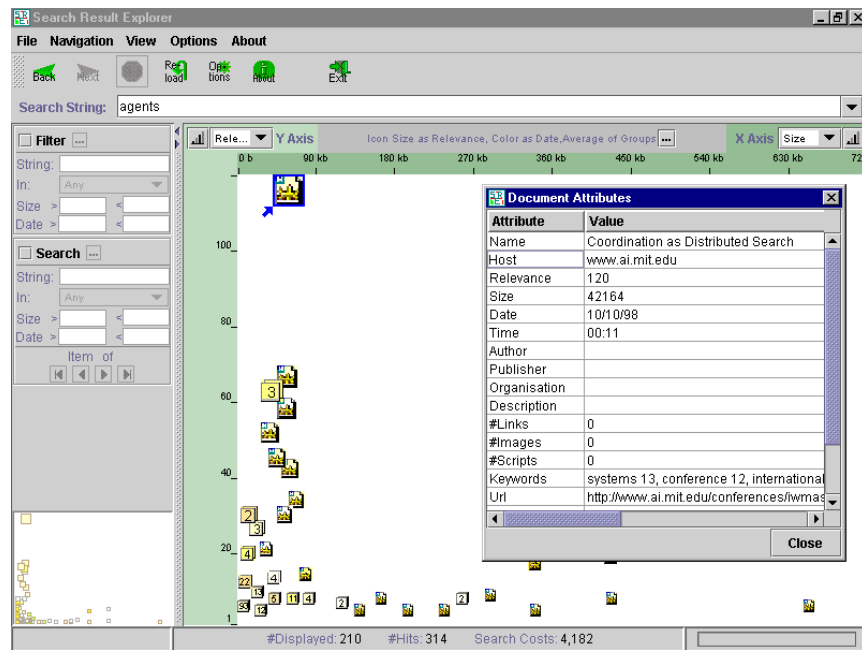 Search Result Explorer
File Navigation View Options About
Back Next Re-load Op-tions About Exit
Search String: agents
Filter ...
String:
In: Any
Size > <
Date > <
Search ...
String:
In: Any
Size > <
Date > <
Item of
Rele... Y Axis Icon Size as Relevance, Color as Date,Average of Groups ... X Axis Size
0 b 90 kb 180 kb 270 kb 360 kb 450 kb 540 kb 630 kb 72
100
80
60
40
20
1
3
2
3
4
22
4
13
6
11
4
93
12
2
2
Document Attributes
Attribute Value
Name Coordination as Distributed Search
Host www.ai.mit.edu
Relevance 120
Size 42164
Date 10/10/98
Time 00:11
Author
Publisher
Organisation
Description
#Links 0
#Images 0
#Scripts 0
Keywords systems 13, conference 12, international
Url http://www.ai.mit.edu/conferences/iwmas
Close
#Displayed: 210 #Hits: 314 Search Costs: 4,182